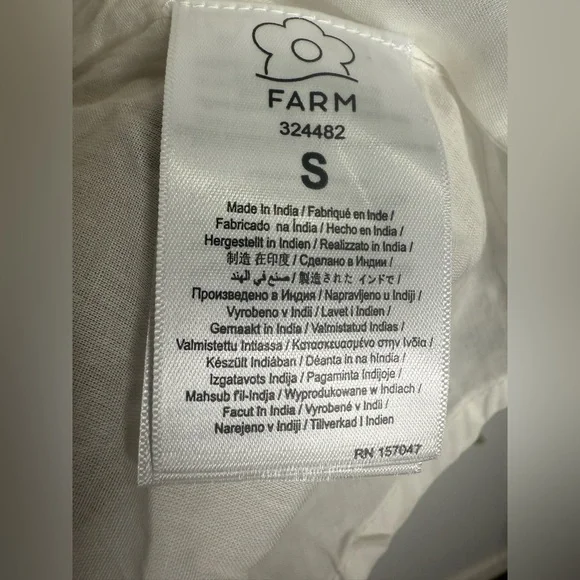 FARM
324482
S
Made In India / Fabriqué en Inde /
Fabricado na Índia / Hecho en India /
Hergestellt in Indien / Realizzato in India /
制造 在印度 / Сделано в Индии /
صنع في الهند / 製造された インドで /
Произведено в Индия / Napravljeno u Indiji /
Vyrobeno v Indii / Lavet i Indien /
Gemaakt in India / Valmistatud Indias /
Valmistettu Intiassa / Κατασκευασμένο στην Ινδία /
Készült Indiában / Déanta in na hIndia /
Izgatavots Indija / Pagaminta Indijoje /
Mahsub fil-Indja / Wyprodukowane w Indiach /
Facut în India / Vyrobené v Indii /
Narejeno v Indiji / Tillverkad I Indien
RN 157047